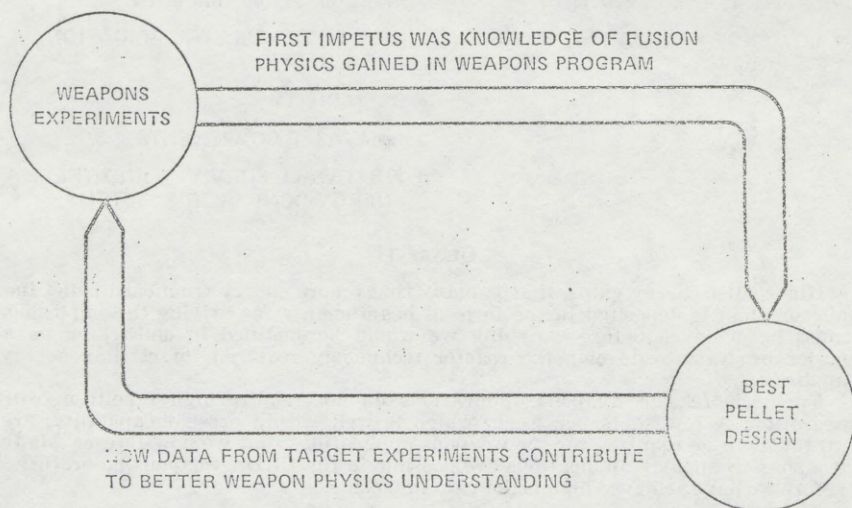 FIRST IMPETUS WAS KNOWLEDGE OF FUSION
PHYSICS GAINED IN WEAPONS PROGRAM
WEAPONS
EXPERIMENTS
BEST
PELLET
DESIGN
NOW DATA FROM TARGET EXPERIMENTS CONTRIBUTE
TO BETTER WEAPON PHYSICS UNDERSTANDING